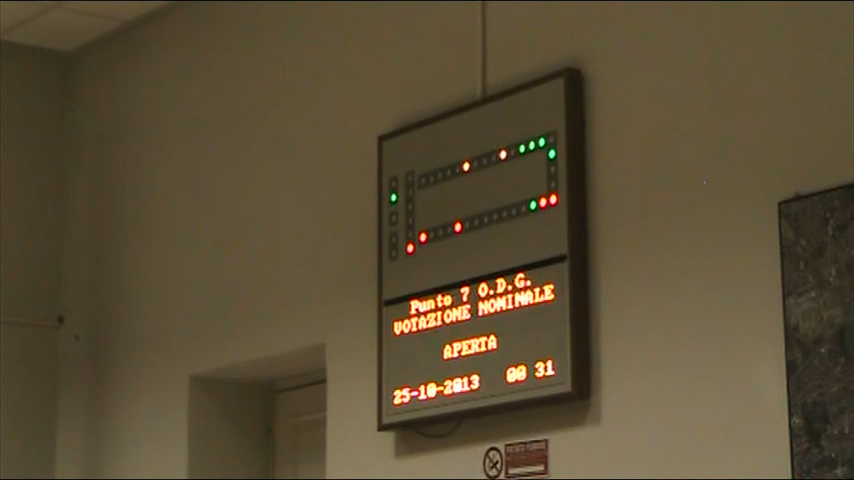 Punto 7 O.D.G.
VOTAZIONE NOMINALE
APERTA
25-10-2013 00 31